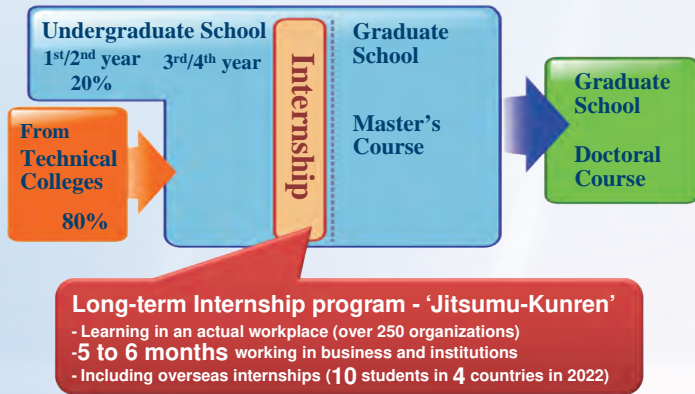 Undergraduate School
1st/2nd year
20%
3rd/4th year
Internship
Graduate
School
Master's
Course
From
Technical
Colleges
80%
Graduate
School
Doctoral
Course
Long-term Internship program - ‘Jitsumu-Kunren’
- Learning in an actual workplace (over 250 organizations)
-5 to 6 months working in business and institutions
- Including overseas internships (10 students in 4 countries in 2022)